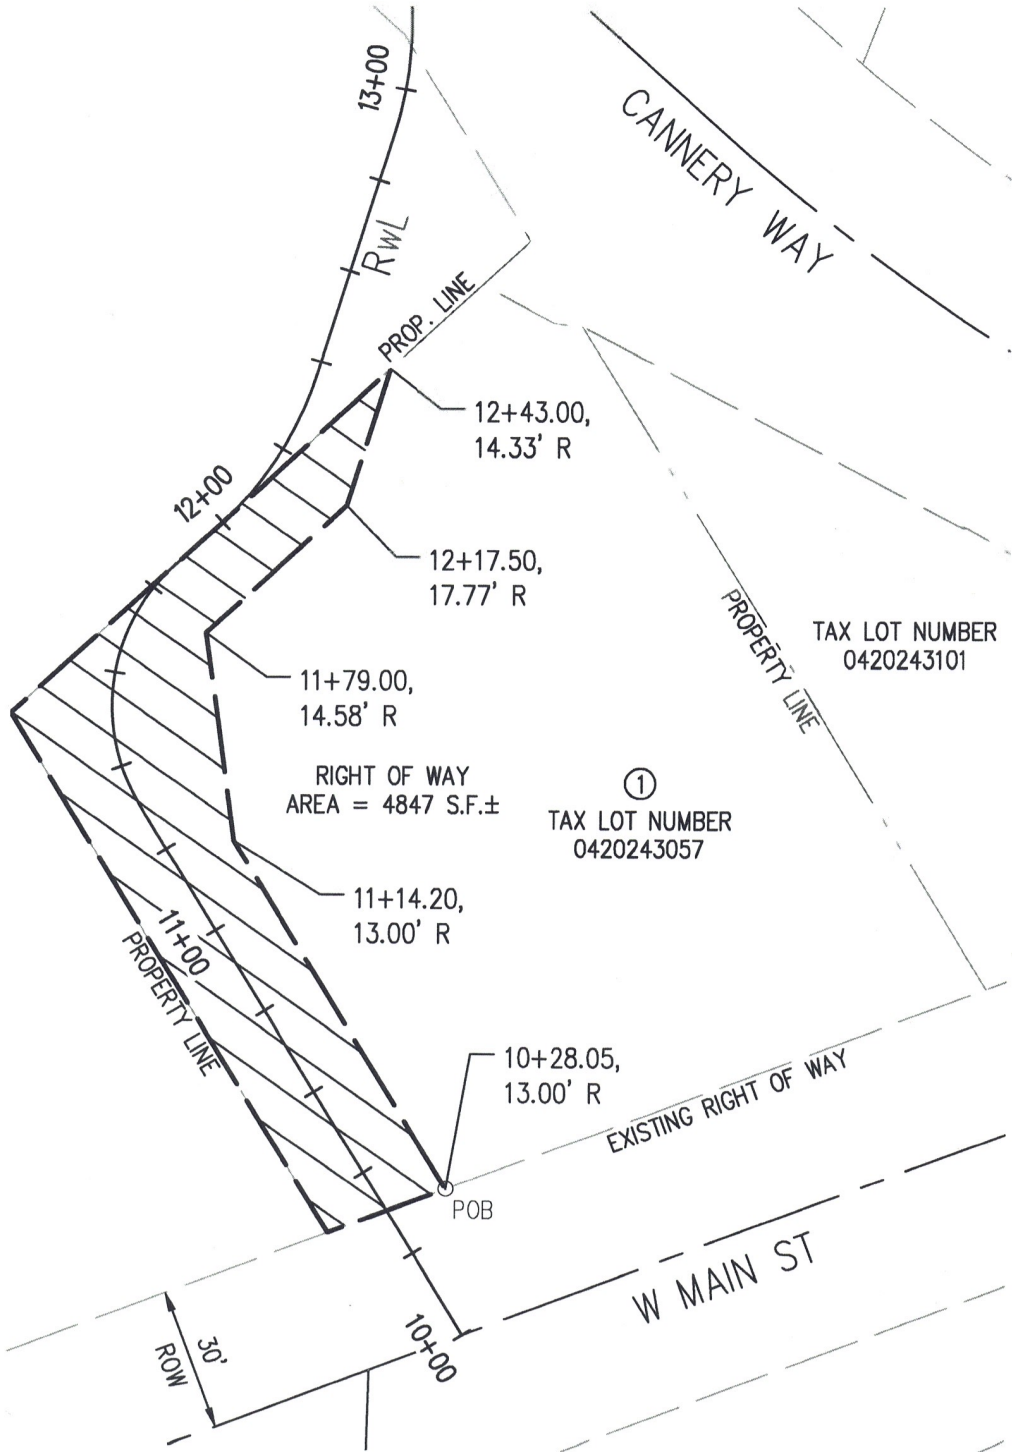 13+00
CANNERY WAY
RWL
PROP. LINE
12+43.00,
14.33' R
12+00
12+17.50,
17.77' R
PROPERTY LINE
TAX LOT NUMBER
0420243101
11+79.00,
14.58' R
RIGHT OF WAY
AREA = 4847 S.F.±
1
TAX LOT NUMBER
0420243057
11+14.20,
13.00' R
11+00
PROPERTY LINE
10+28.05,
13.00' R
EXISTING RIGHT OF WAY
POB
W MAIN ST
10+00
30'
ROW